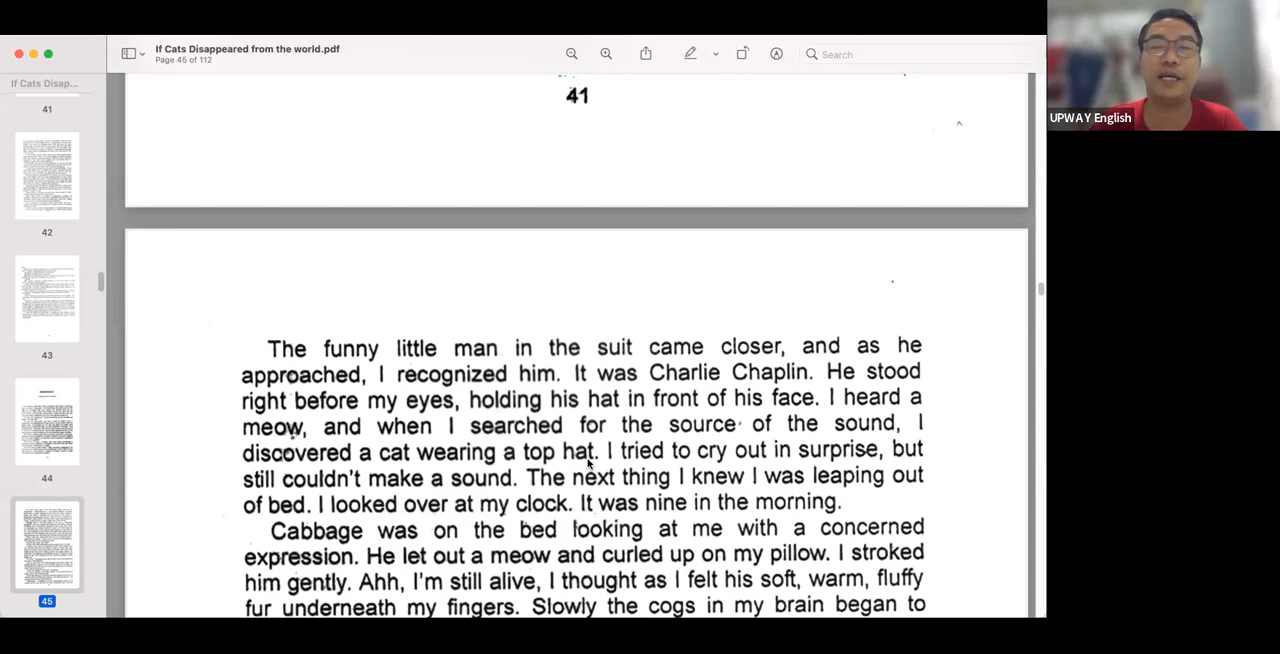 If Cats Disappeared from the world.pdf
Page 45 of 112
Search
UPWAY English
If Cats Disap...
41
42
43
44
45
41
The funny little man in the suit came closer, and as he
approached, I recognized him. It was Charlie Chaplin. He stood
right before my eyes, holding his hat in front of his face. I heard a
meow, and when I searched for the source of the sound, I
discovered a cat wearing a top hat. I tried to cry out in surprise, but
still couldn't make a sound. The next thing I knew I was leaping out
of bed. I looked over at my clock. It was nine in the morning.
Cabbage was on the bed looking at me with a concerned
expression. He let out a meow and curled up on my pillow. I stroked
him gently. Ahh, I'm still alive, I thought as I felt his soft, warm, fluffy
fur underneath my fingers. Slowly the cogs in my brain began to